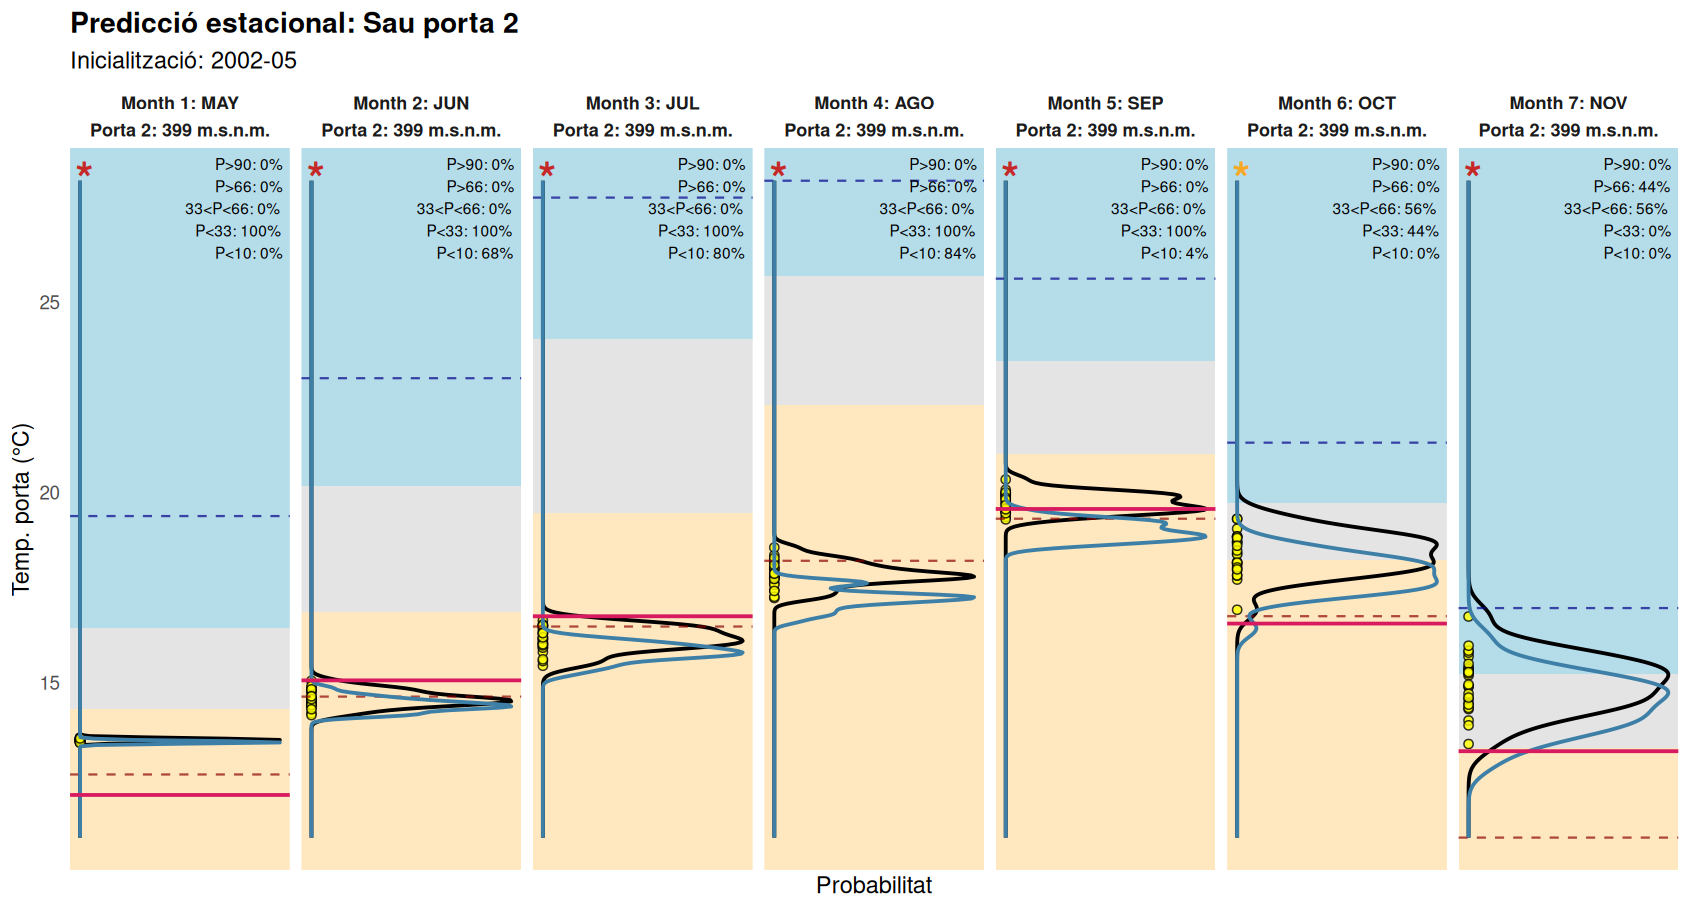 Predicció estacional: Sau porta 2
Inicialització: 2002-05
Month 1: MAY
Porta 2: 399 m.s.n.m.
Month 2: JUN
Porta 2: 399 m.s.n.m.
Month 3: JUL
Porta 2: 399 m.s.n.m.
Month 4: AGO
Porta 2: 399 m.s.n.m.
Month 5: SEP
Porta 2: 399 m.s.n.m.
Month 6: OCT
Porta 2: 399 m.s.n.m.
Month 7: NOV
Porta 2: 399 m.s.n.m.
*
P>90: 0%
P>66: 0%
33<P<66: 0%
P<33: 100%
P<10: 0%
*
P>90: 0%
P>66: 0%
33<P<66: 0%
P<33: 100%
P<10: 68%
*
P>90: 0%
P>66: 0%
33<P<66: 0%
P<33: 100%
P<10: 80%
*
P>90: 0%
P>66: 0%
33<P<66: 0%
P<33: 100%
P<10: 84%
*
P>90: 0%
P>66: 0%
33<P<66: 0%
P<33: 100%
P<10: 4%
*
P>90: 0%
P>66: 0%
33<P<66: 56%
P<33: 44%
P<10: 0%
*
P>90: 0%
P>66: 44%
33<P<66: 56%
P<33: 0%
P<10: 0%
25
20
15
Temp. porta (°C)
Probabilitat